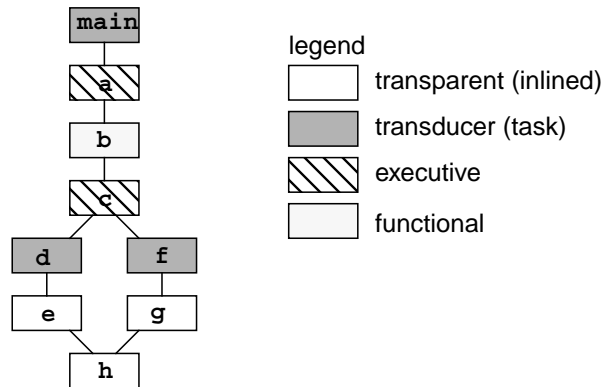 main
a
b
c
d f
e g
h
legend
transparent (inlined)
transducer (task)
executive
functional